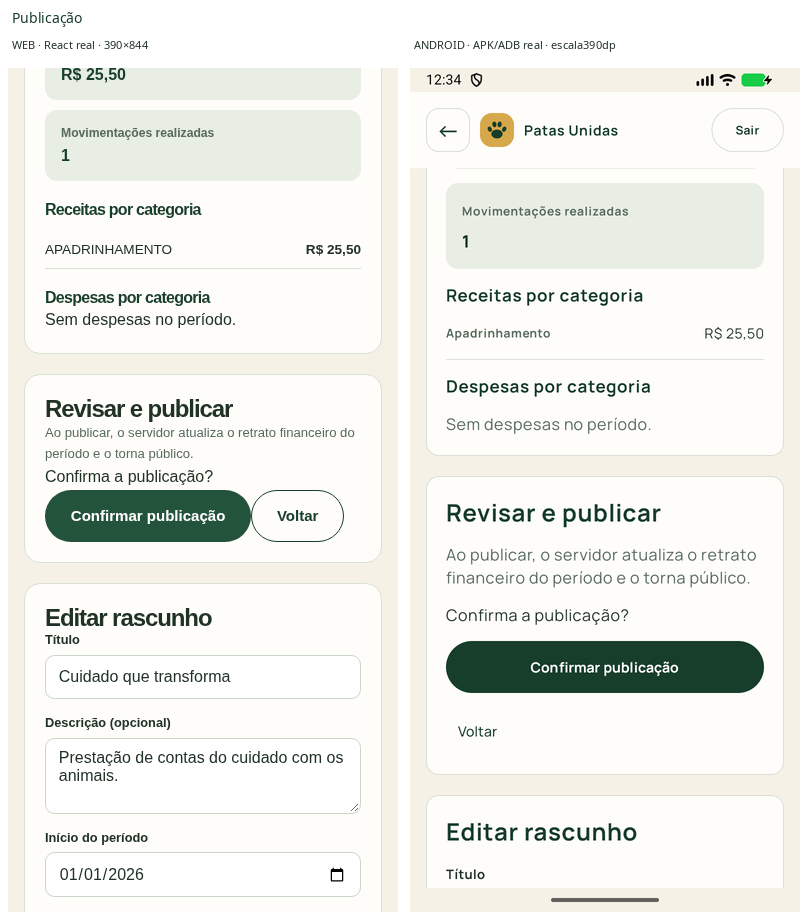 Publicação
WEB · React real · 390×844
R$ 25,50
Movimentações realizadas
1
Receitas por categoria
APADRINHAMENTO R$ 25,50
Despesas por categoria
Sem despesas no período.
Revisar e publicar
Ao publicar, o servidor atualiza o retrato financeiro do
período e o torna público.
Confirma a publicação?
Confirmar publicação Voltar
Editar rascunho
Título
Cuidado que transforma
Descrição (opcional)
Prestação de contas do cuidado com os
animais.
Início do período
01/01/2026
ANDROID · APK/ADB real · escala390dp
12:34
Patas Unidas Sair
Movimentações realizadas
1
Receitas por categoria
Apadrinhamento R$ 25,50
Despesas por categoria
Sem despesas no período.
Revisar e publicar
Ao publicar, o servidor atualiza o retrato
financeiro do período e o torna público.
Confirma a publicação?
Confirmar publicação
Voltar
Editar rascunho
Título